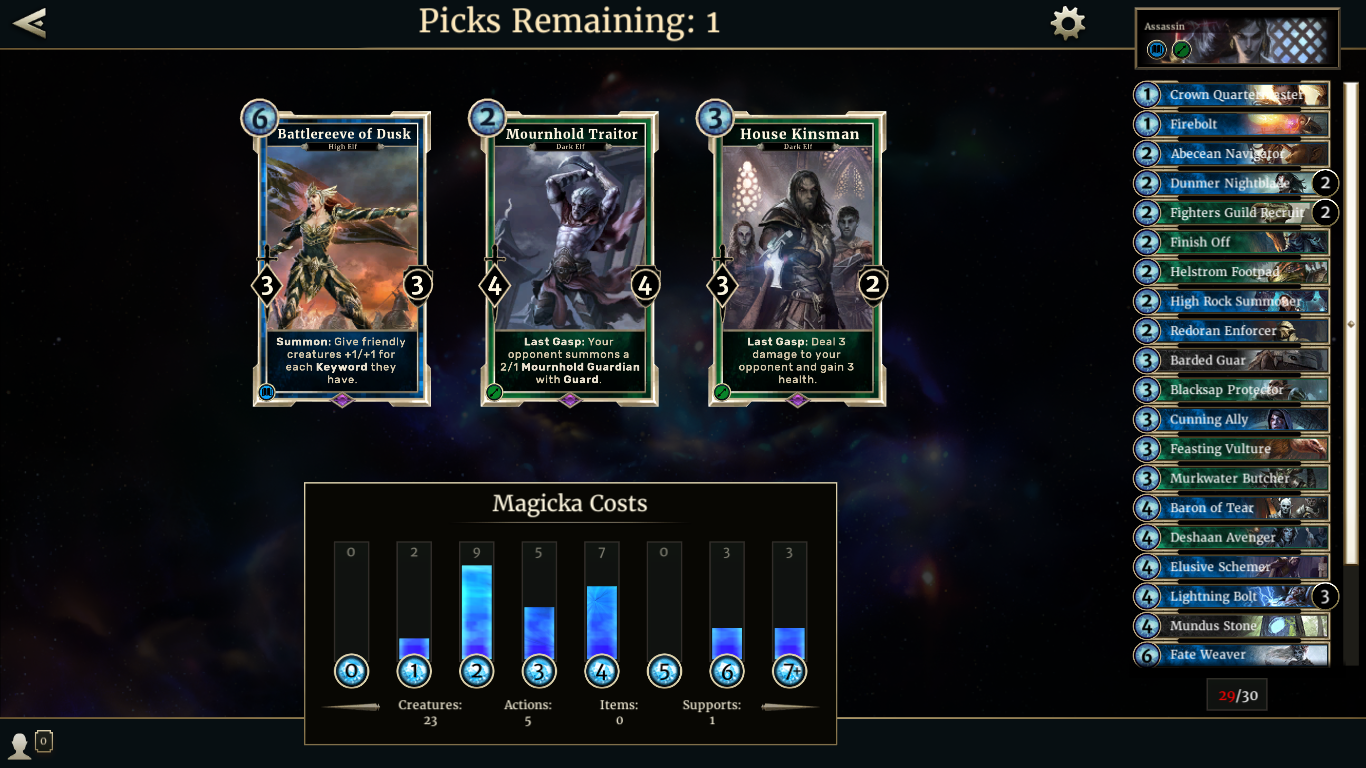 Picks Remaining: 1
Assassin
6
Battlereeve of Dusk
High Elf
3
3
Summon: Give friendly
creatures +1/+1 for
each Keyword they
have.
2
Mournhold Traitor
Dark Elf
4
4
Last Gasp: Your
opponent summons a
2/1 Mournhold Guardian
with Guard.
3
House Kinsman
Dark Elf
3
2
Last Gasp: Deal 3
damage to your
opponent and gain 3
health.
Magicka Costs
0 2 9 5 7 0 3 3
0 1 2 3 4 5 6 7+
Creatures: Actions: Items: Supports:
23 5 0 1
1 Crown Quartermaster
1 Firebolt
2 Abecean Navigator
2 Dunmer Nightblade 2
2 Fighters Guild Recruit 2
2 Finish Off
2 Helstrom Footpad
2 High Rock Summoner
2 Redoran Enforcer
3 Barded Guar
3 Blacksap Protector
3 Cunning Ally
3 Feasting Vulture
3 Murkwater Butcher
4 Baron of Tear
4 Deshaan Avenger
4 Elusive Schemer
4 Lightning Bolt 3
4 Mundus Stone
6 Fate Weaver
29/30
0